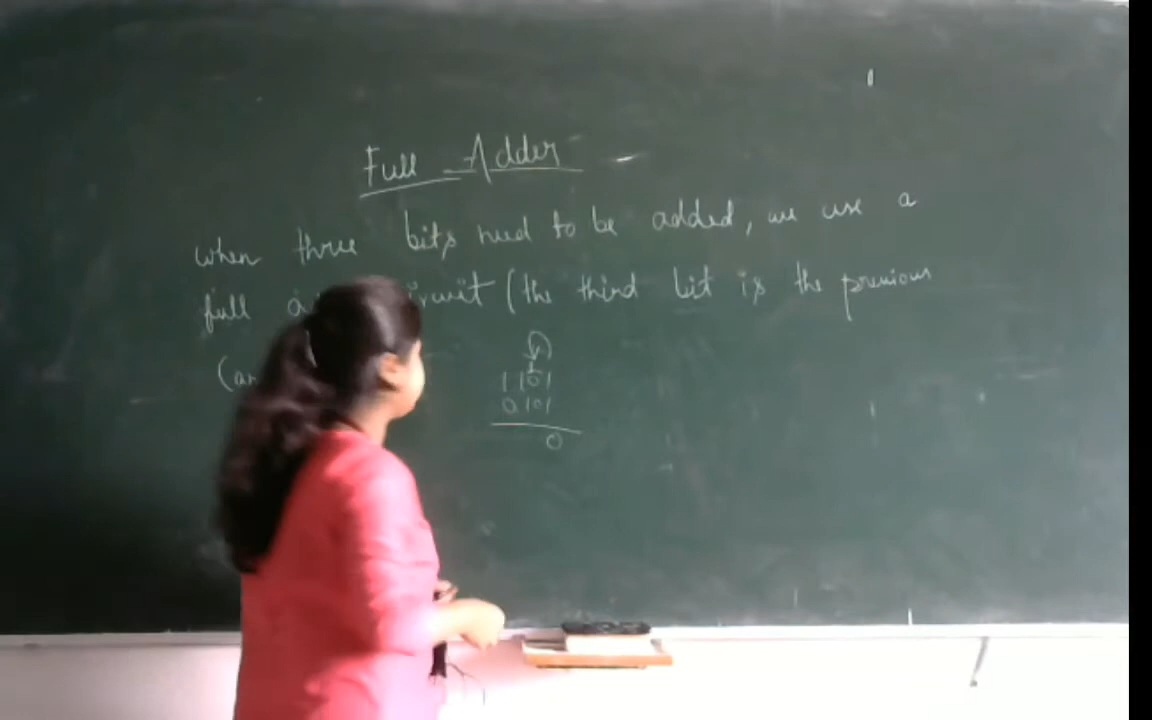 Full Adder
when three bits need to be added, we use a
full circuit (the third bit is the previous
1
1101
0101
0